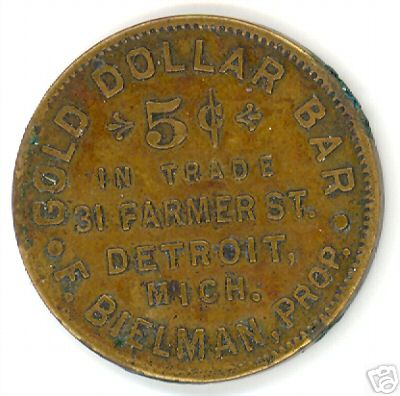 GOLD DOLLAR BAR
5¢
IN TRADE
31 FARMER ST.
DETROIT,
MICH.
F. BIELMAN, PROP.